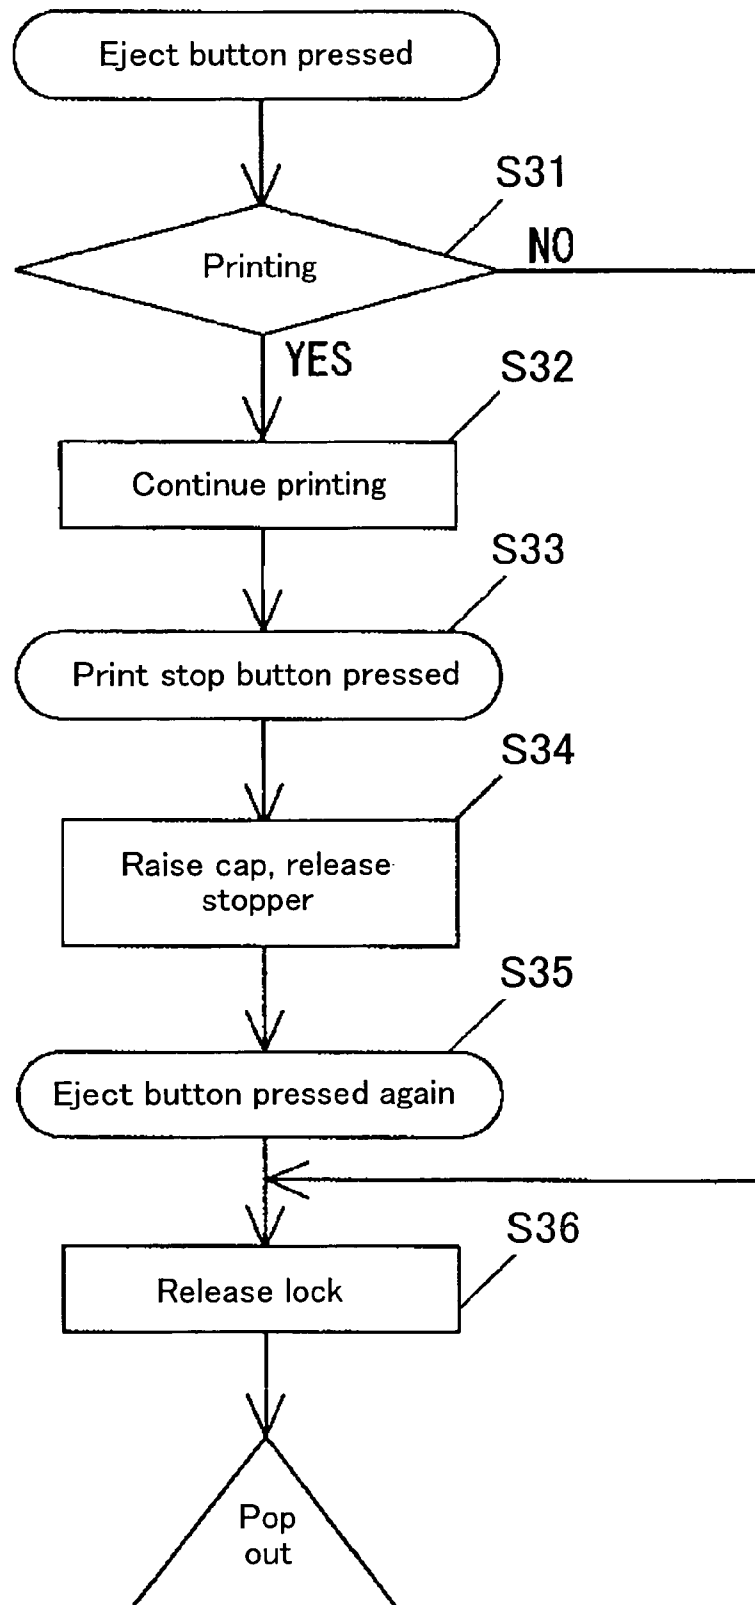 Eject button pressed
S31
Printing
NO
YES
S32
Continue printing
S33
Print stop button pressed
S34
Raise cap, release
stopper
S35
Eject button pressed again
S36
Release lock
Pop
out